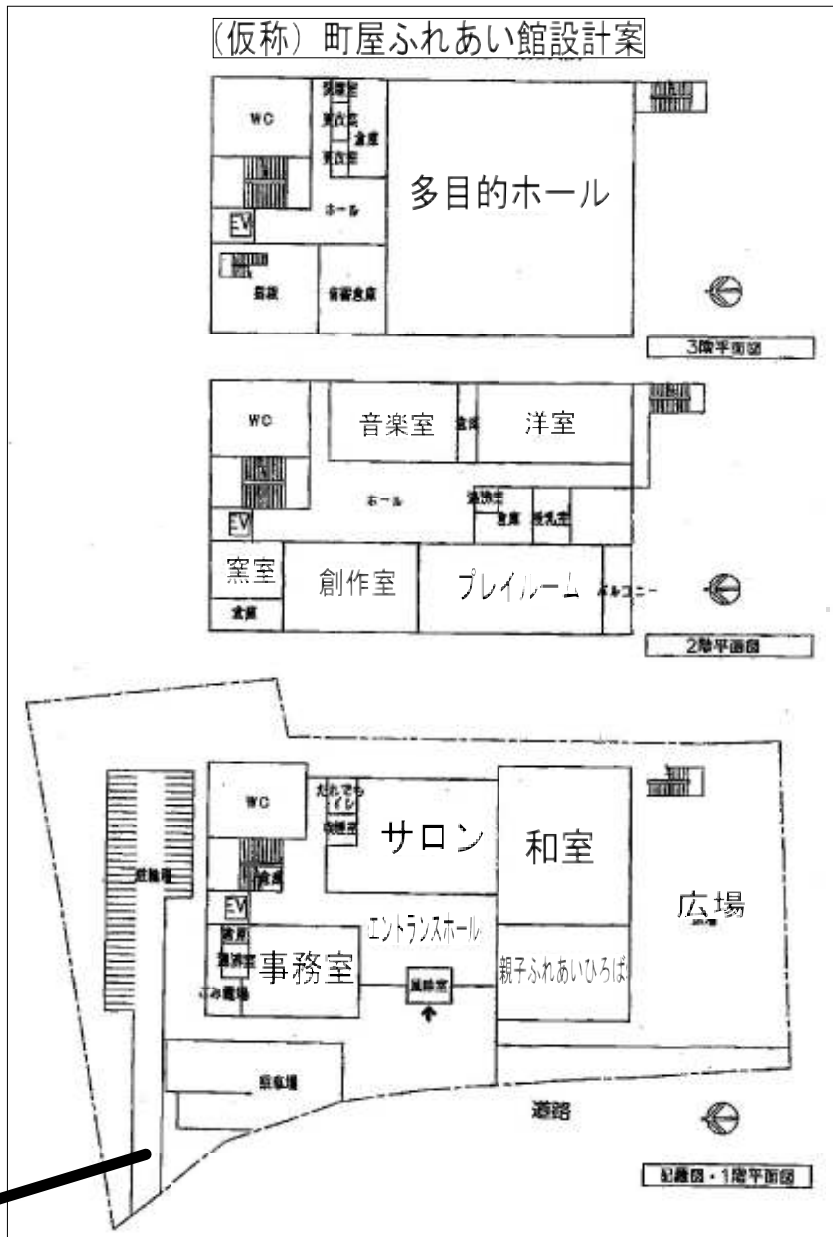 (仮称) 町屋ふれあい館設計案
WC
更衣室
倉庫
更衣室
多目的ホール
ホール
EV
3階平面図
WC
音楽室
倉庫
洋室
ホール
湯沸室
倉庫
授乳室
EV
窯室
創作室
プレイルーム
バルコニー
倉庫
2階平面図
WC
だれでも
トイレ
サロン
和室
駐輪場
倉庫
広場
EV
エントランスホール
倉庫
湯沸室
事務室
親子ふれあいひろば
ごみ置場
風除室
駐車場
道路
配置図・1階平面図